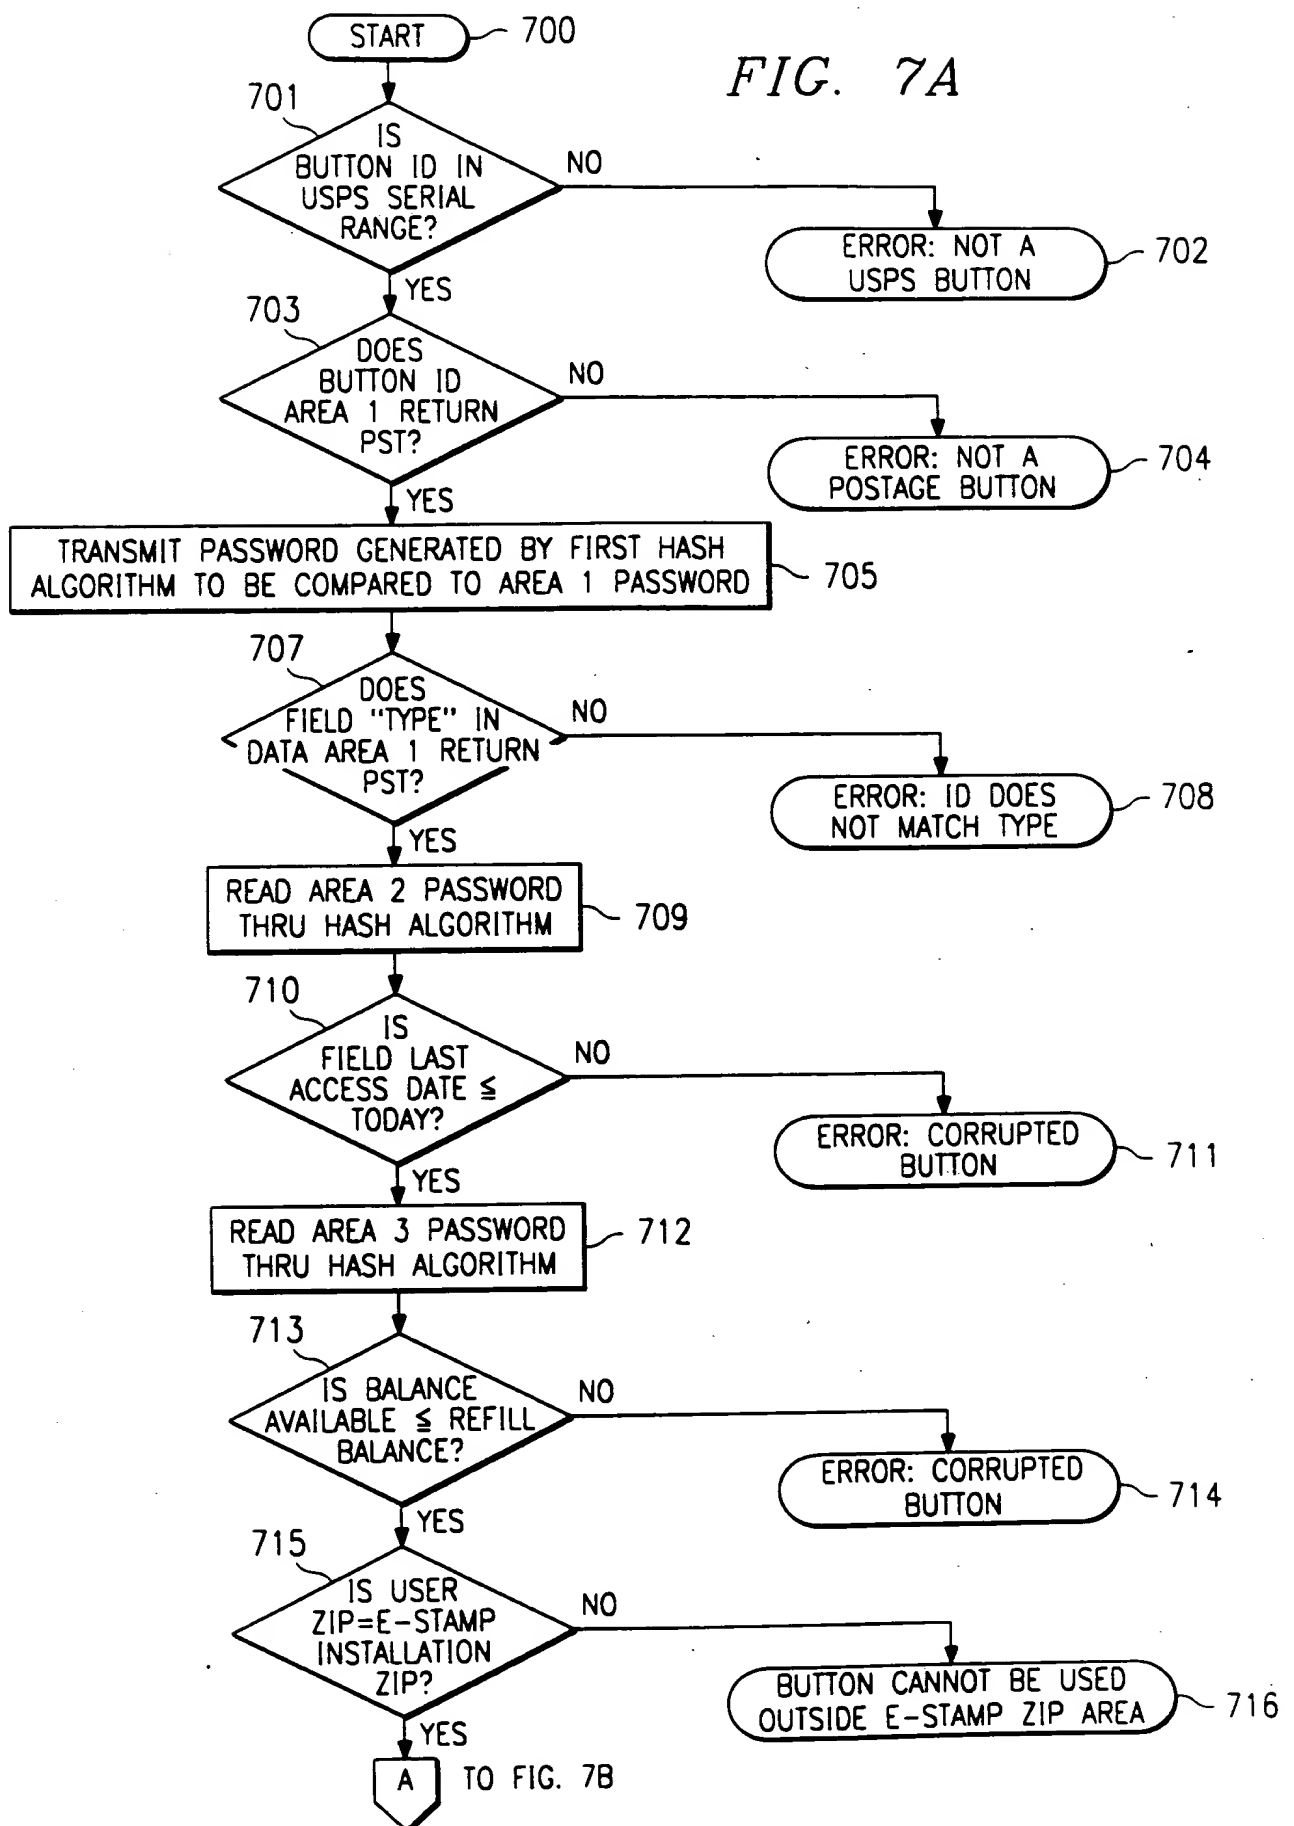 START
700
FIG. 7A
701
IS
BUTTON ID IN
USPS SERIAL
RANGE?
NO
ERROR: NOT A
USPS BUTTON
702
YES
703
DOES
BUTTON ID
AREA 1 RETURN
PST?
NO
ERROR: NOT A
POSTAGE BUTTON
704
YES
TRANSMIT PASSWORD GENERATED BY FIRST HASH
ALGORITHM TO BE COMPARED TO AREA 1 PASSWORD
705
707
DOES
FIELD "TYPE" IN
DATA AREA 1 RETURN
PST?
NO
ERROR: ID DOES
NOT MATCH TYPE
708
YES
READ AREA 2 PASSWORD
THRU HASH ALGORITHM
709
710
IS
FIELD LAST
ACCESS DATE ≦
TODAY?
NO
ERROR: CORRUPTED
BUTTON
711
YES
READ AREA 3 PASSWORD
THRU HASH ALGORITHM
712
713
IS BALANCE
AVAILABLE ≦ REFILL
BALANCE?
NO
ERROR: CORRUPTED
BUTTON
714
YES
715
IS USER
ZIP=E-STAMP
INSTALLATION
ZIP?
NO
BUTTON CANNOT BE USED
OUTSIDE E-STAMP ZIP AREA
716
YES
A
TO FIG. 7B